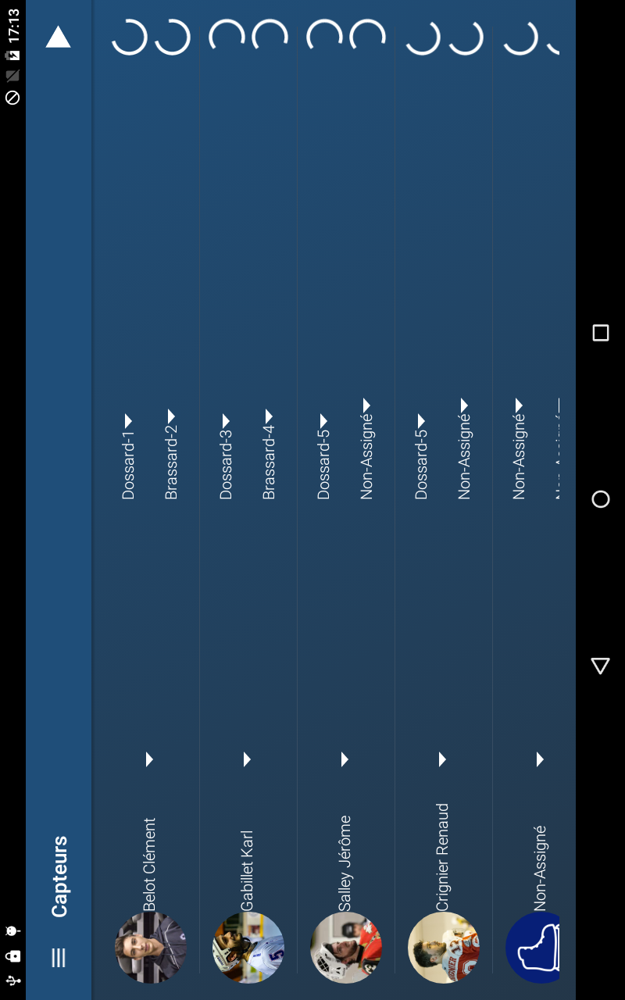 17:13
Capteurs
Belot Clément
Dossard-1
Brassard-2
Gabillet Karl
Dossard-3
Brassard-4
5
Salley Jérôme
Dossard-5
Non-Assigné
Crignier Renaud
Dossard-5
Non-Assigné
Non-Assigné
Non-Assigné